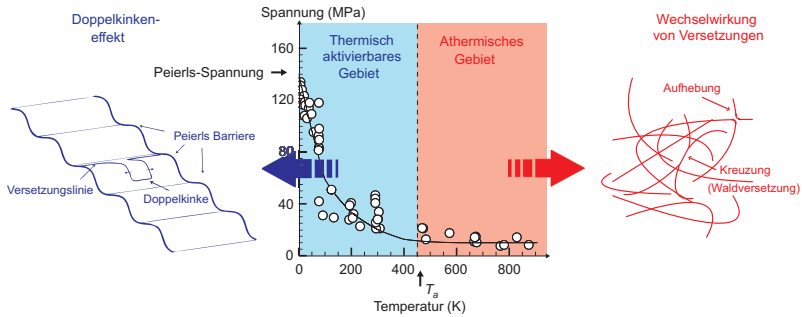 Doppelkinken-
effekt
Peierls Barriere
Versetzungslinie
Doppelkinke
Spannung (MPa)
Peierls-Spannung
160
120
80
40
0
Thermisch
aktivierbares
Gebiet
Athermisches
Gebiet
0 200 400 600 800
Tₐ
Temperatur (K)
Wechselwirkung
von Versetzungen
Aufhebung
Kreuzung
(Waldversetzung)